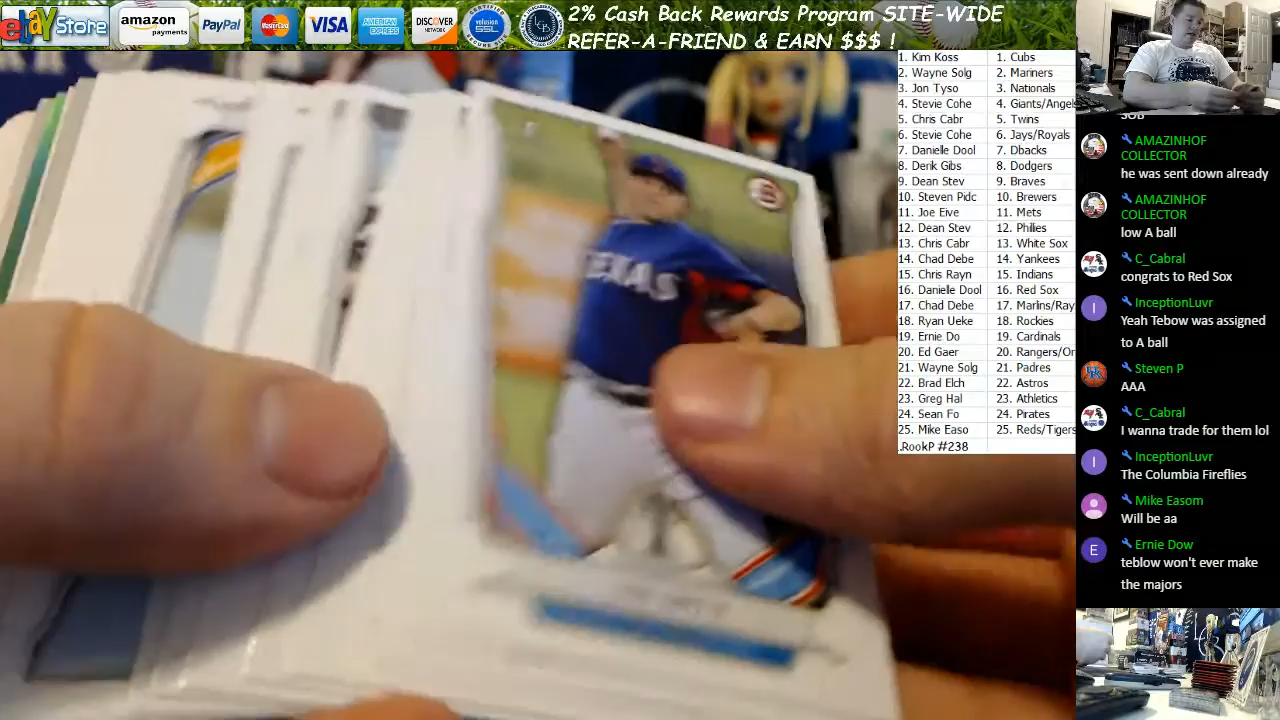 ebay Store
amazon
payments
PayPal
MasterCard
VISA
AMERICAN
EXPRESS
DISCOVER
NETWORK
CERTIFIED
volusion
SSL
2% Cash Back Rewards Program SITE-WIDE
REFER-A-FRIEND & EARN $$$ !
1. Kim Koss 1. Cubs
2. Wayne Solg 2. Mariners
3. Jon Tyso 3. Nationals
4. Stevie Cohe 4. Giants/Angels
5. Chris Cabr 5. Twins
6. Stevie Cohe 6. Jays/Royals
7. Danielle Dool 7. Dbacks
8. Derik Gibs 8. Dodgers
9. Dean Stev 9. Braves
10. Steven Pidc 10. Brewers
11. Joe Eive 11. Mets
12. Dean Stev 12. Philies
13. Chris Cabr 13. White Sox
14. Chad Debe 14. Yankees
15. Chris Rayn 15. Indians
16. Danielle Dool 16. Red Sox
17. Chad Debe 17. Marlins/Ray
18. Ryan Ueke 18. Rockies
19. Ernie Do 19. Cardinals
20. Ed Gaer 20. Rangers/Or
21. Wayne Solg 21. Padres
22. Brad Elch 22. Astros
23. Greg Hal 23. Athletics
24. Sean Fo 24. Pirates
25. Mike Easo 25. Reds/Tigers
.RookP #238
TEXAS
SOB
AMAZINHOF
COLLECTOR
he was sent down already
AMAZINHOF
COLLECTOR
low A ball
C_Cabral
congrats to Red Sox
I
InceptionLuvr
Yeah Tebow was assigned
to A ball
Steven P
AAA
C_Cabral
I wanna trade for them lol
I
InceptionLuvr
The Columbia Fireflies
Mike Easom
Will be aa
E
Ernie Dow
teblow won't ever make
the majors